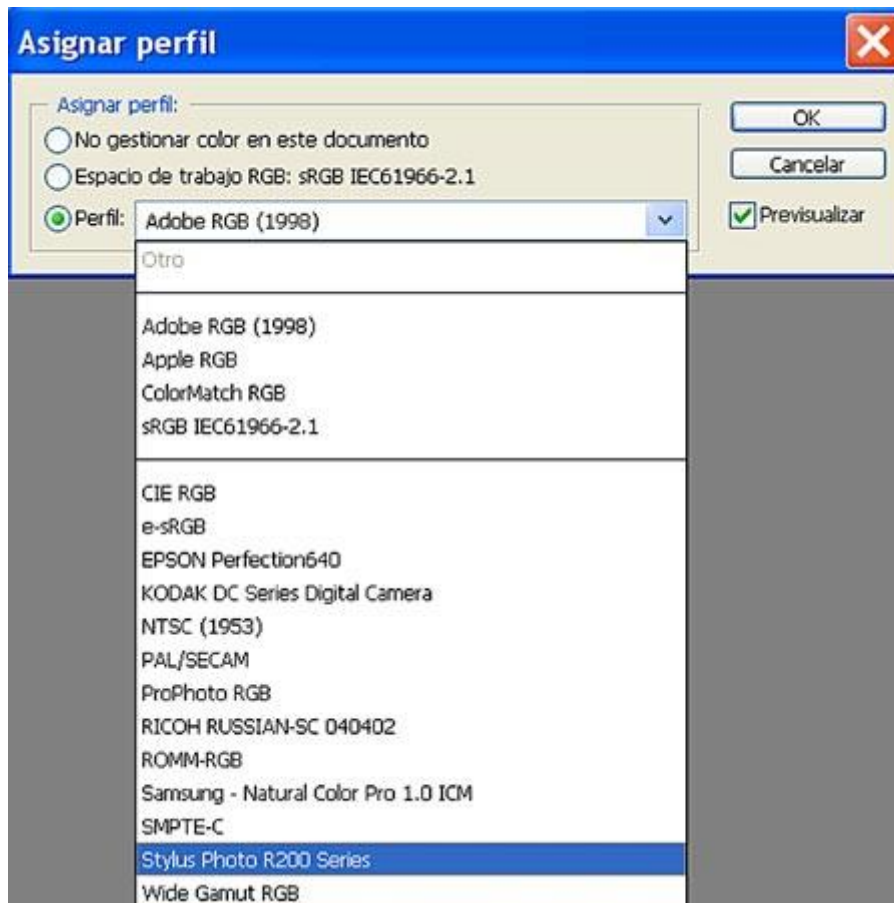 Asignar perfil
Asignar perfil:
No gestionar color en este documento
Espacio de trabajo RGB: sRGB IEC61966-2.1
Perfil: Adobe RGB (1998)
OK
Cancelar
Previsualizar
Otro
Adobe RGB (1998)
Apple RGB
ColorMatch RGB
sRGB IEC61966-2.1
CIE RGB
e-sRGB
EPSON Perfection640
KODAK DC Series Digital Camera
NTSC (1953)
PAL/SECAM
ProPhoto RGB
RICOH RUSSIAN-SC 040402
ROMM-RGB
Samsung - Natural Color Pro 1.0 ICM
SMPTE-C
Stylus Photo R200 Series
Wide Gamut RGB